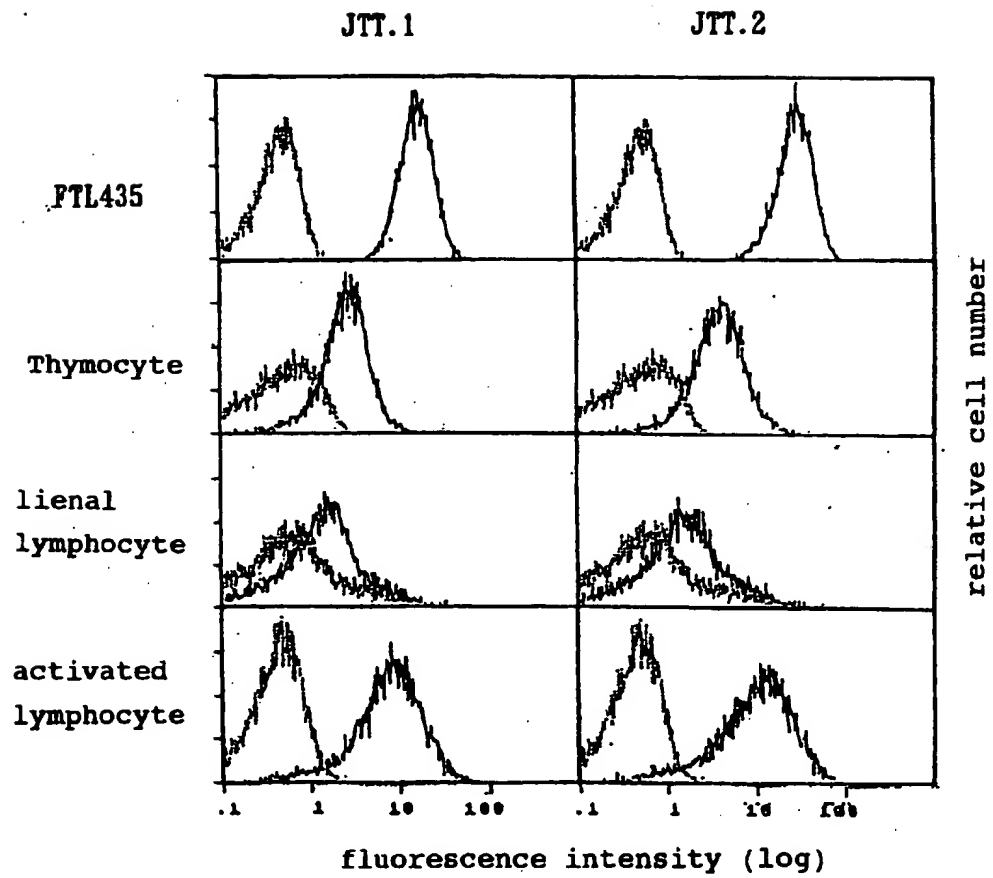 JTT.1 JTT.2
FTL435
Thymocyte
lienal
lymphocyte
activated
lymphocyte
relative cell number
.1 1 10 100 .1 1 10
fluorescence intensity (log)